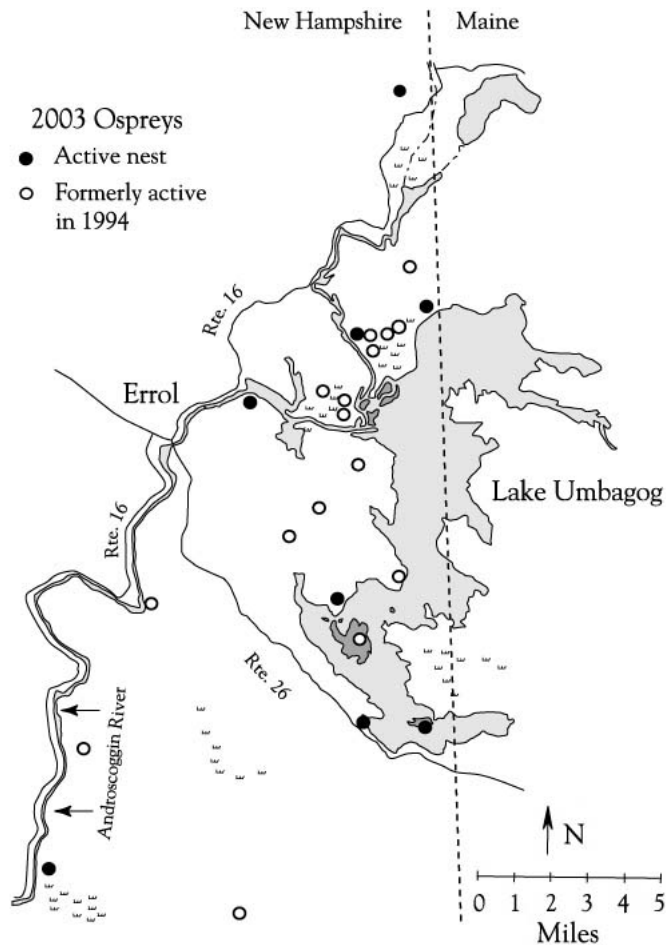 New Hampshire
Maine
2003 Ospreys
Active nest
Formerly active
in 1994
Rte. 16
Errol
Rte. 16
Lake Umbagog
Rte. 26
Androscoggin River
N
0 1 2 3 4 5
Miles